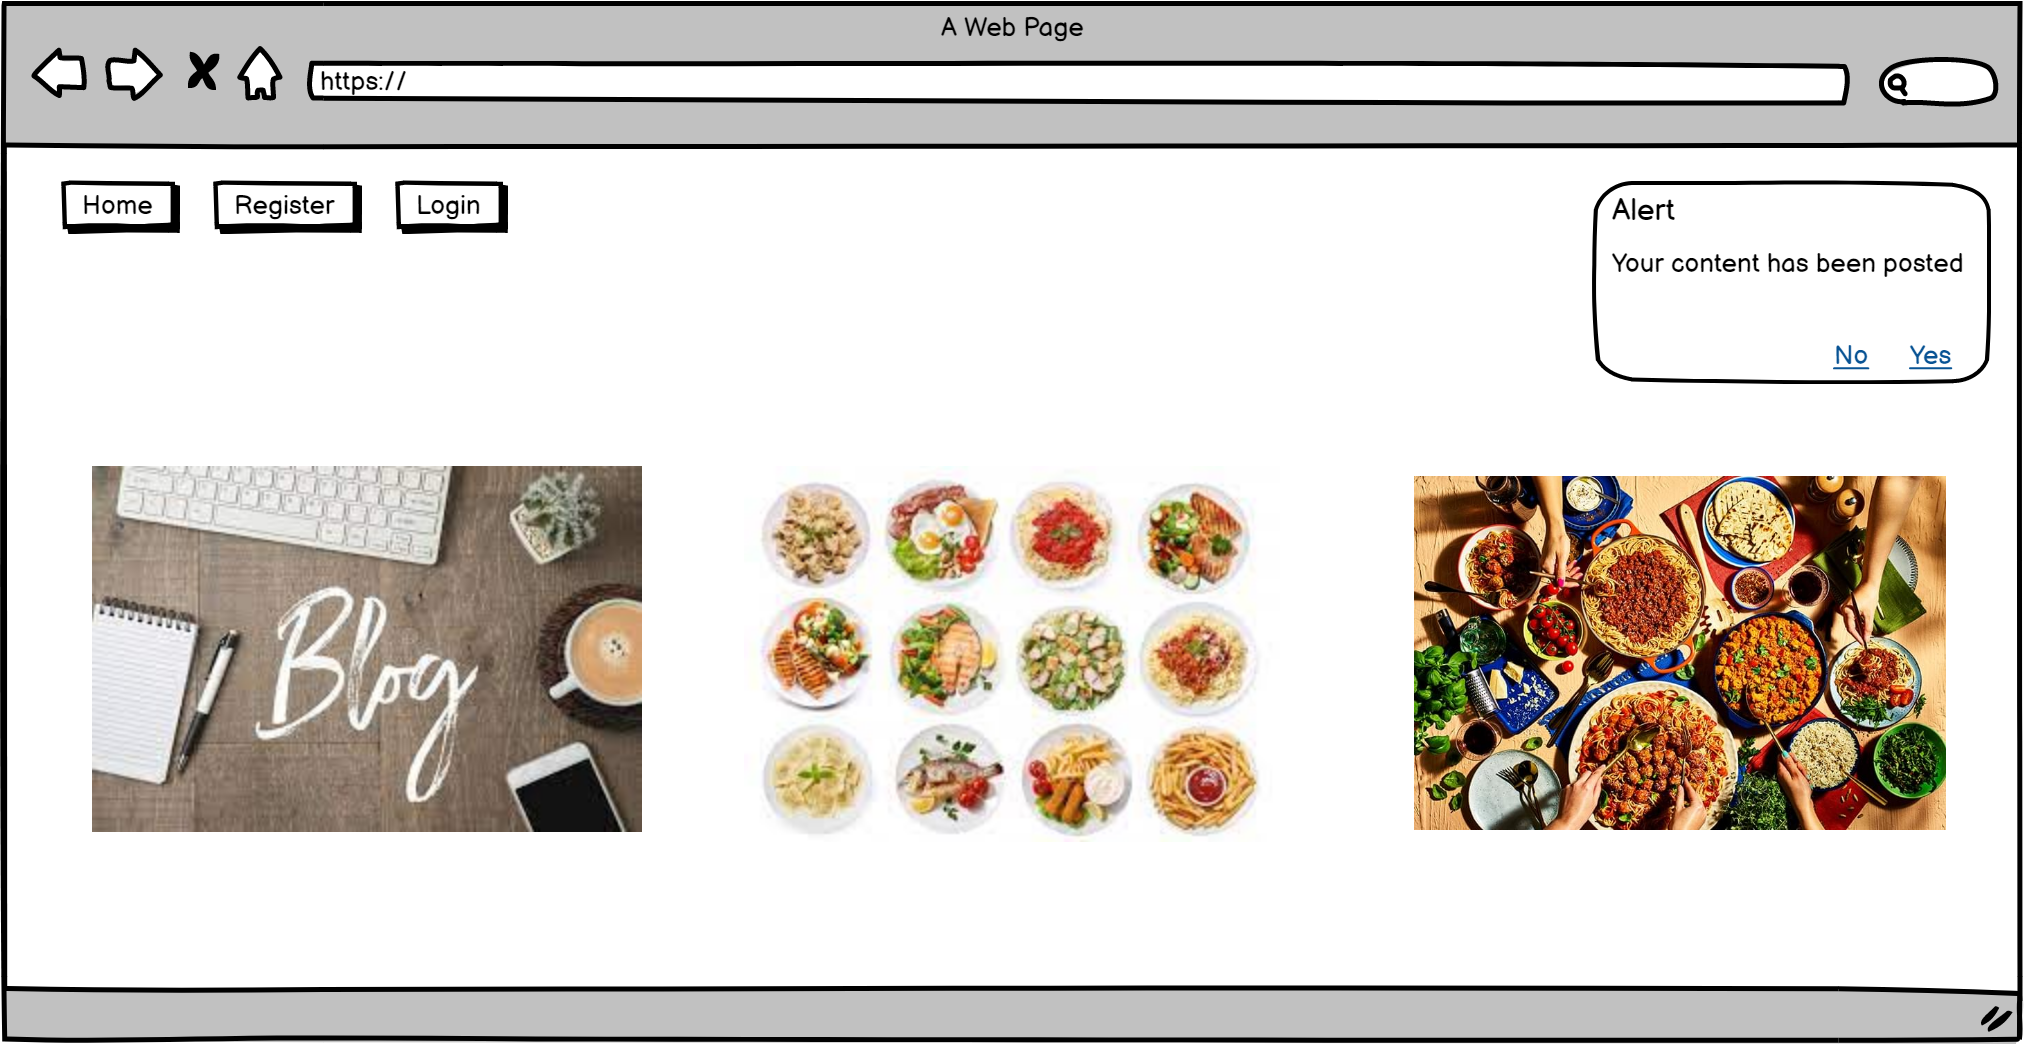 A Web Page
https://
Home
Register
Login
Alert
Your content has been posted
No
Yes
Blog